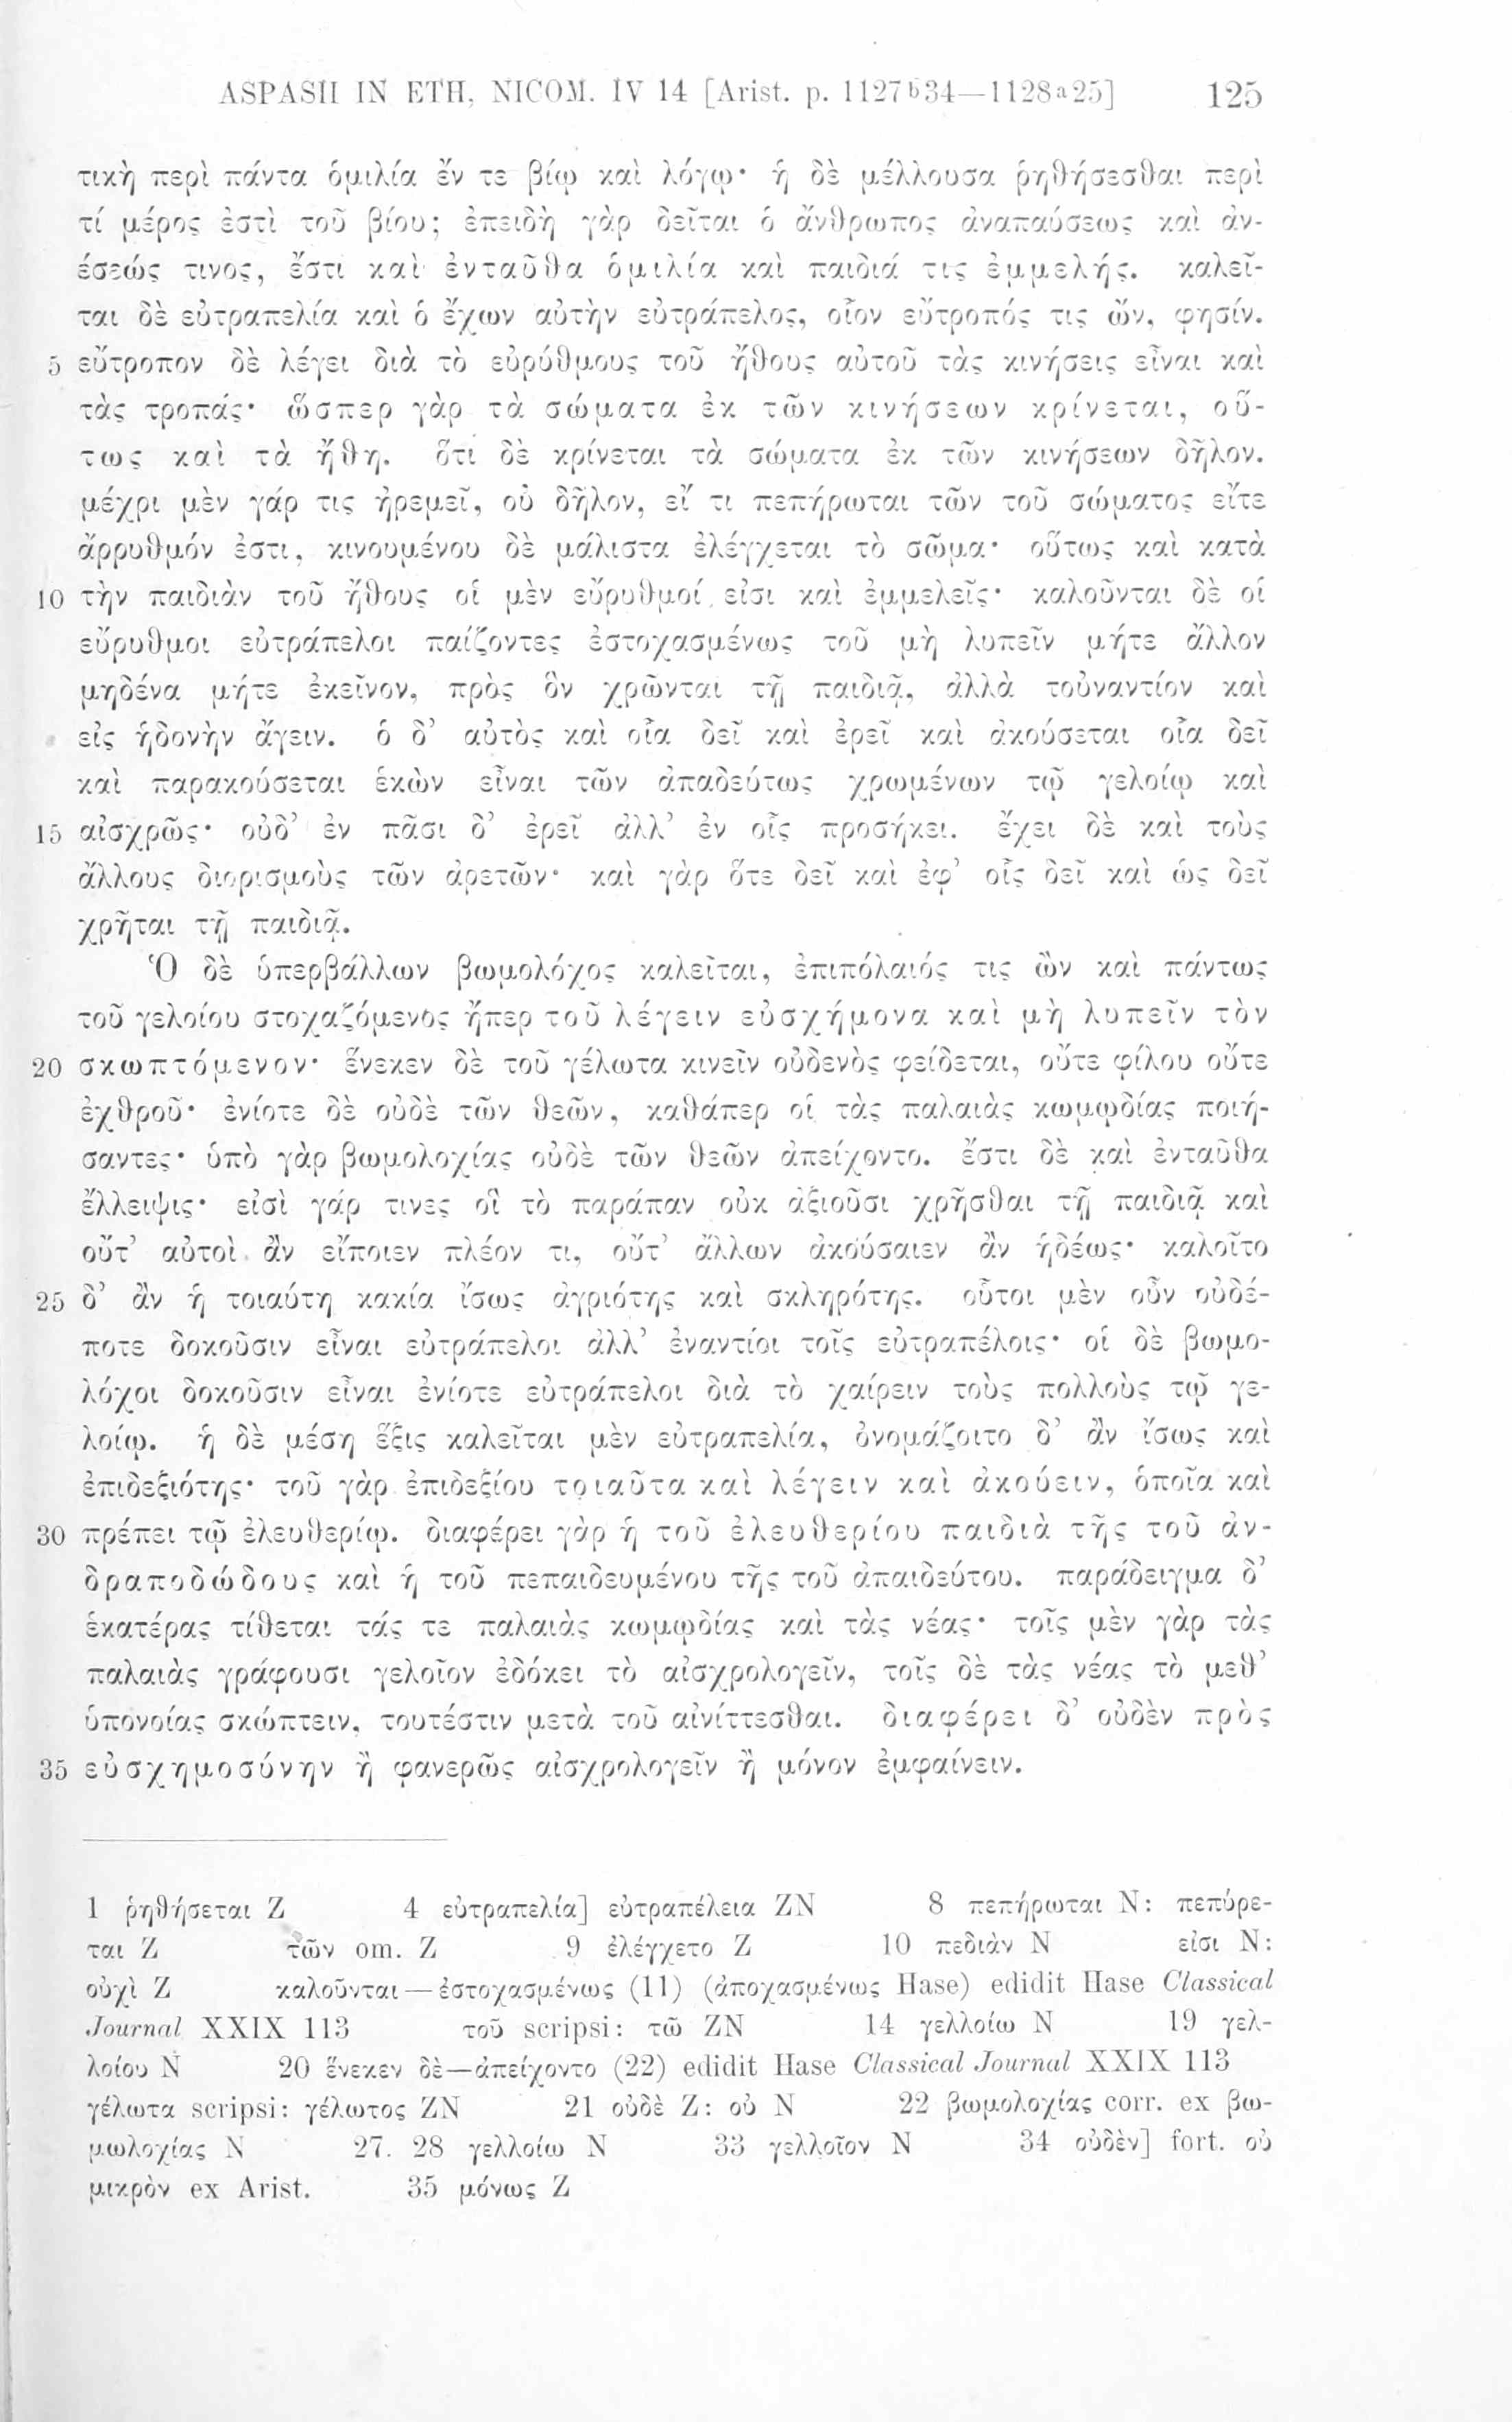 ASPASII IN ETH, NICOM. IV 14 [Arist. p. 1127b34—1128a25] 125
τικὴ περὶ πάντα ὁμιλία ἔν τε βίῳ καὶ λόγῳ· ἡ δὲ μέλλουσα ῥηθήσεσθαι περὶ
τί μέρος ἐστὶ τοῦ βίου; ἐπειδὴ γὰρ δεῖται ὁ ἄνθρωπος ἀναπαύσεως καὶ ἀν-
έσεώς τινος, ἔστι καὶ ἐνταῦθα ὁμιλία καὶ παιδιά τις ἐμμελής. καλεῖ-
ται δὲ εὐτραπελία καὶ ὁ ἔχων αὐτὴν εὐτράπελος, οἷον εὔτροπός τις ὤν, φησίν.
5 εὔτροπον δὲ λέγει διὰ τὸ εὐρύθμους τοῦ ἤθους αὐτοῦ τὰς κινήσεις εἶναι καὶ
τὰς τροπάς· ὥσπερ γὰρ τὰ σώματα ἐκ τῶν κινήσεων κρίνεται, οὕ-
τως καὶ τὰ ἤθη. ὅτι δὲ κρίνεται τὰ σώματα ἐκ τῶν κινήσεων δῆλον.
μέχρι μὲν γάρ τις ἠρεμεῖ, οὐ δῆλον, εἴ τι πεπήρωται τῶν τοῦ σώματος εἴτε
ἄρρυθμόν ἐστι, κινουμένου δὲ μάλιστα ἐλέγχεται τὸ σῶμα· οὕτως καὶ κατὰ
10 τὴν παιδιὰν τοῦ ἤθους οἱ μὲν εὔρυθμοί εἰσι καὶ ἐμμελεῖς· καλοῦνται δὲ οἱ
εὔρυθμοι εὐτράπελοι παίζοντες ἐστοχασμένως τοῦ μὴ λυπεῖν μήτε ἄλλον
μηδένα μήτε ἐκεῖνον, πρὸς ὃν χρῶνται τῇ παιδιᾷ, ἀλλὰ τοὐναντίον καὶ
εἰς ἡδονὴν ἄγειν. ὁ δ’ αὐτὸς καὶ οἷα δεῖ καὶ ἐρεῖ καὶ ἀκούσεται οἷα δεῖ
καὶ παρακούσεται ἑκὼν εἶναι τῶν ἀπαδεύτως χρωμένων τῷ γελοίῳ καὶ
15 αἰσχρῶς· οὐδ’ ἐν πᾶσι δ’ ἐρεῖ ἀλλ’ ἐν οἷς προσήκει. ἔχει δὲ καὶ τοὺς
ἄλλους διορισμοὺς τῶν ἀρετῶν· καὶ γὰρ ὅτε δεῖ καὶ ἐφ’ οἷς δεῖ καὶ ὡς δεῖ
χρῆται τῇ παιδιᾷ.
Ὁ δὲ ὑπερβάλλων βωμολόχος καλεῖται, ἐπιπόλαιός τις ὢν καὶ πάντως
τοῦ γελοίου στοχαζόμενος ἤπερ τοῦ λέγειν εὐσχήμονα καὶ μὴ λυπεῖν τὸν
20 σκωπτόμενον· ἕνεκεν δὲ τοῦ γέλωτα κινεῖν οὐδενὸς φείδεται, οὔτε φίλου οὔτε
ἐχθροῦ· ἐνίοτε δὲ οὐδὲ τῶν θεῶν, καθάπερ οἱ τὰς παλαιὰς κωμῳδίας ποιή-
σαντες· ὑπὸ γὰρ βωμολοχίας οὐδὲ τῶν θεῶν ἀπείχοντο. ἔστι δὲ καὶ ἐνταῦθα
ἔλλειψις· εἰσὶ γάρ τινες οἳ τὸ παράπαν οὐκ ἀξιοῦσι χρῆσθαι τῇ παιδιᾷ καὶ
οὔτ’ αὐτοὶ ἂν εἴποιεν πλέον τι, οὔτ’ ἄλλων ἀκούσαιεν ἂν ἡδέως· καλοῖτο
25 δ’ ἂν ἡ τοιαύτη κακία ἴσως ἀγριότης καὶ σκληρότης. οὗτοι μὲν οὖν οὐδέ-
ποτε δοκοῦσιν εἶναι εὐτράπελοι ἀλλ’ ἐναντίοι τοῖς εὐτραπέλοις· οἱ δὲ βωμο-
λόχοι δοκοῦσιν εἶναι ἐνίοτε εὐτράπελοι διὰ τὸ χαίρειν τοὺς πολλοὺς τῷ γε-
λοίῳ. ἡ δὲ μέση ἕξις καλεῖται μὲν εὐτραπελία, ὀνομάζοιτο δ’ ἂν ἴσως καὶ
ἐπιδεξιότης· τοῦ γὰρ ἐπιδεξίου τοιαῦτα καὶ λέγειν καὶ ἀκούειν, ὁποῖα καὶ
30 πρέπει τῷ ἐλευθερίῳ. διαφέρει γὰρ ἡ τοῦ ἐλευθερίου παιδιὰ τῆς τοῦ ἀν-
δραποδώδους καὶ ἡ τοῦ πεπαιδευμένου τῆς τοῦ ἀπαιδεύτου. παράδειγμα δ’
ἑκατέρας τίθεται τάς τε παλαιὰς κωμῳδίας καὶ τὰς νέας· τοῖς μὲν γὰρ τὰς
παλαιὰς γράφουσι γελοῖον ἐδόκει τὸ αἰσχρολογεῖν, τοῖς δὲ τὰς νέας τὸ μεθ’
ὑπονοίας σκώπτειν, τουτέστιν μετὰ τοῦ αἰνίττεσθαι. διαφέρει δ’ οὐδὲν πρὸς
35 εὐσχημοσύνην ἢ φανερῶς αἰσχρολογεῖν ἢ μόνον ἐμφαίνειν.
1 ῥηθήσεται Z 4 εὐτραπελία] εὐτραπέλεια ZN 8 πεπήρωται N: πεπύρε-
ται Z τῶν om. Z 9 ἐλέγχετο Z 10 πεδιὰν N εἰσι N:
οὐχὶ Z καλοῦνται—ἐστοχασμένως (11) (ἀποχασμένως Hase) edidit Hase Classical
Journal XXIX 113 τοῦ scripsi: τῶ ZN 14 γελλοίω N 19 γελ-
λοίου N 20 ἕνεκεν δὲ—ἀπείχοντο (22) edidit Hase Classical Journal XXIX 113
γέλωτα scripsi: γέλωτος ZN 21 οὐδὲ Z: οὐ N 22 βωμολοχίας corr. ex βω-
μωλοχίας N 27. 28 γελλοίω N 33 γελλοῖον N 34 οὐδὲν] fort. οὐ
μικρὸν ex Arist. 35 μόνως Z